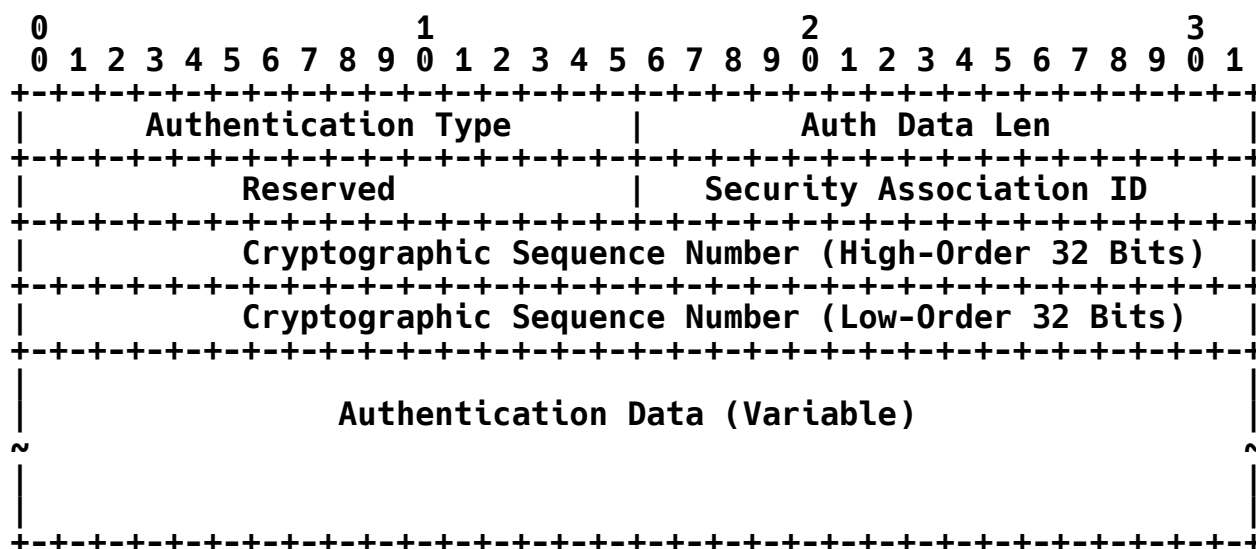 0                   1                   2                   3
 0 1 2 3 4 5 6 7 8 9 0 1 2 3 4 5 6 7 8 9 0 1 2 3 4 5 6 7 8 9 0 1
+-+-+-+-+-+-+-+-+-+-+-+-+-+-+-+-+-+-+-+-+-+-+-+-+-+-+-+-+-+-+-+-+
|      Authentication Type      |        Auth Data Len          |
+-+-+-+-+-+-+-+-+-+-+-+-+-+-+-+-+-+-+-+-+-+-+-+-+-+-+-+-+-+-+-+-+
|           Reserved            |   Security Association ID     |
+-+-+-+-+-+-+-+-+-+-+-+-+-+-+-+-+-+-+-+-+-+-+-+-+-+-+-+-+-+-+-+-+
|           Cryptographic Sequence Number (High-Order 32 Bits)  |
+-+-+-+-+-+-+-+-+-+-+-+-+-+-+-+-+-+-+-+-+-+-+-+-+-+-+-+-+-+-+-+-+
|           Cryptographic Sequence Number (Low-Order 32 Bits)   |
+-+-+-+-+-+-+-+-+-+-+-+-+-+-+-+-+-+-+-+-+-+-+-+-+-+-+-+-+-+-+-+-+
|                                                               |
|                Authentication Data (Variable)                 |
~                                                               ~
|                                                               |
|                                                               |
+-+-+-+-+-+-+-+-+-+-+-+-+-+-+-+-+-+-+-+-+-+-+-+-+-+-+-+-+-+-+-+-+